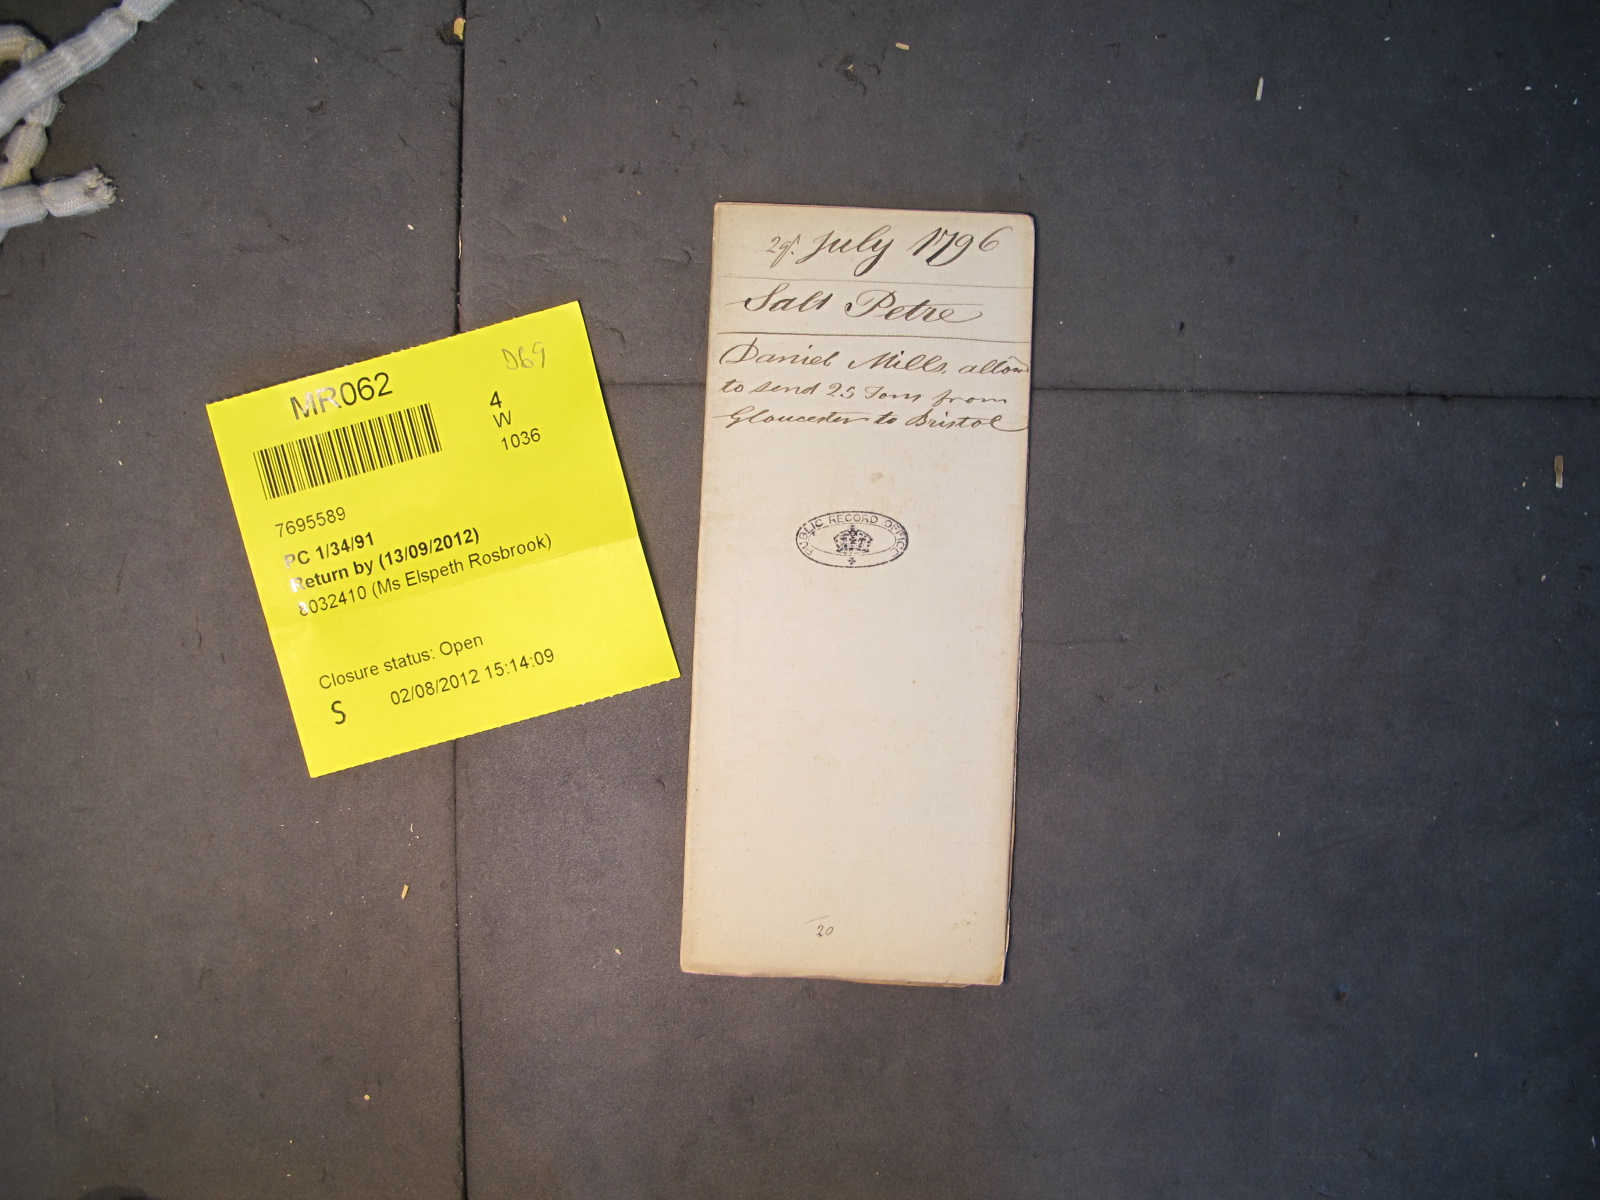 MR062
D69
4
W
1036
7695589
PC 1/34/91
Return by (13/09/2012)
8032410 (Ms Elspeth Rosbrook)
Closure status: Open
S 02/08/2012 15:14:09
July 1796
Salt Petre
Daniel Mills, allow
to send 25 Tons from
Gloucester to Bristol
PUBLIC RECORD OFFICE
20